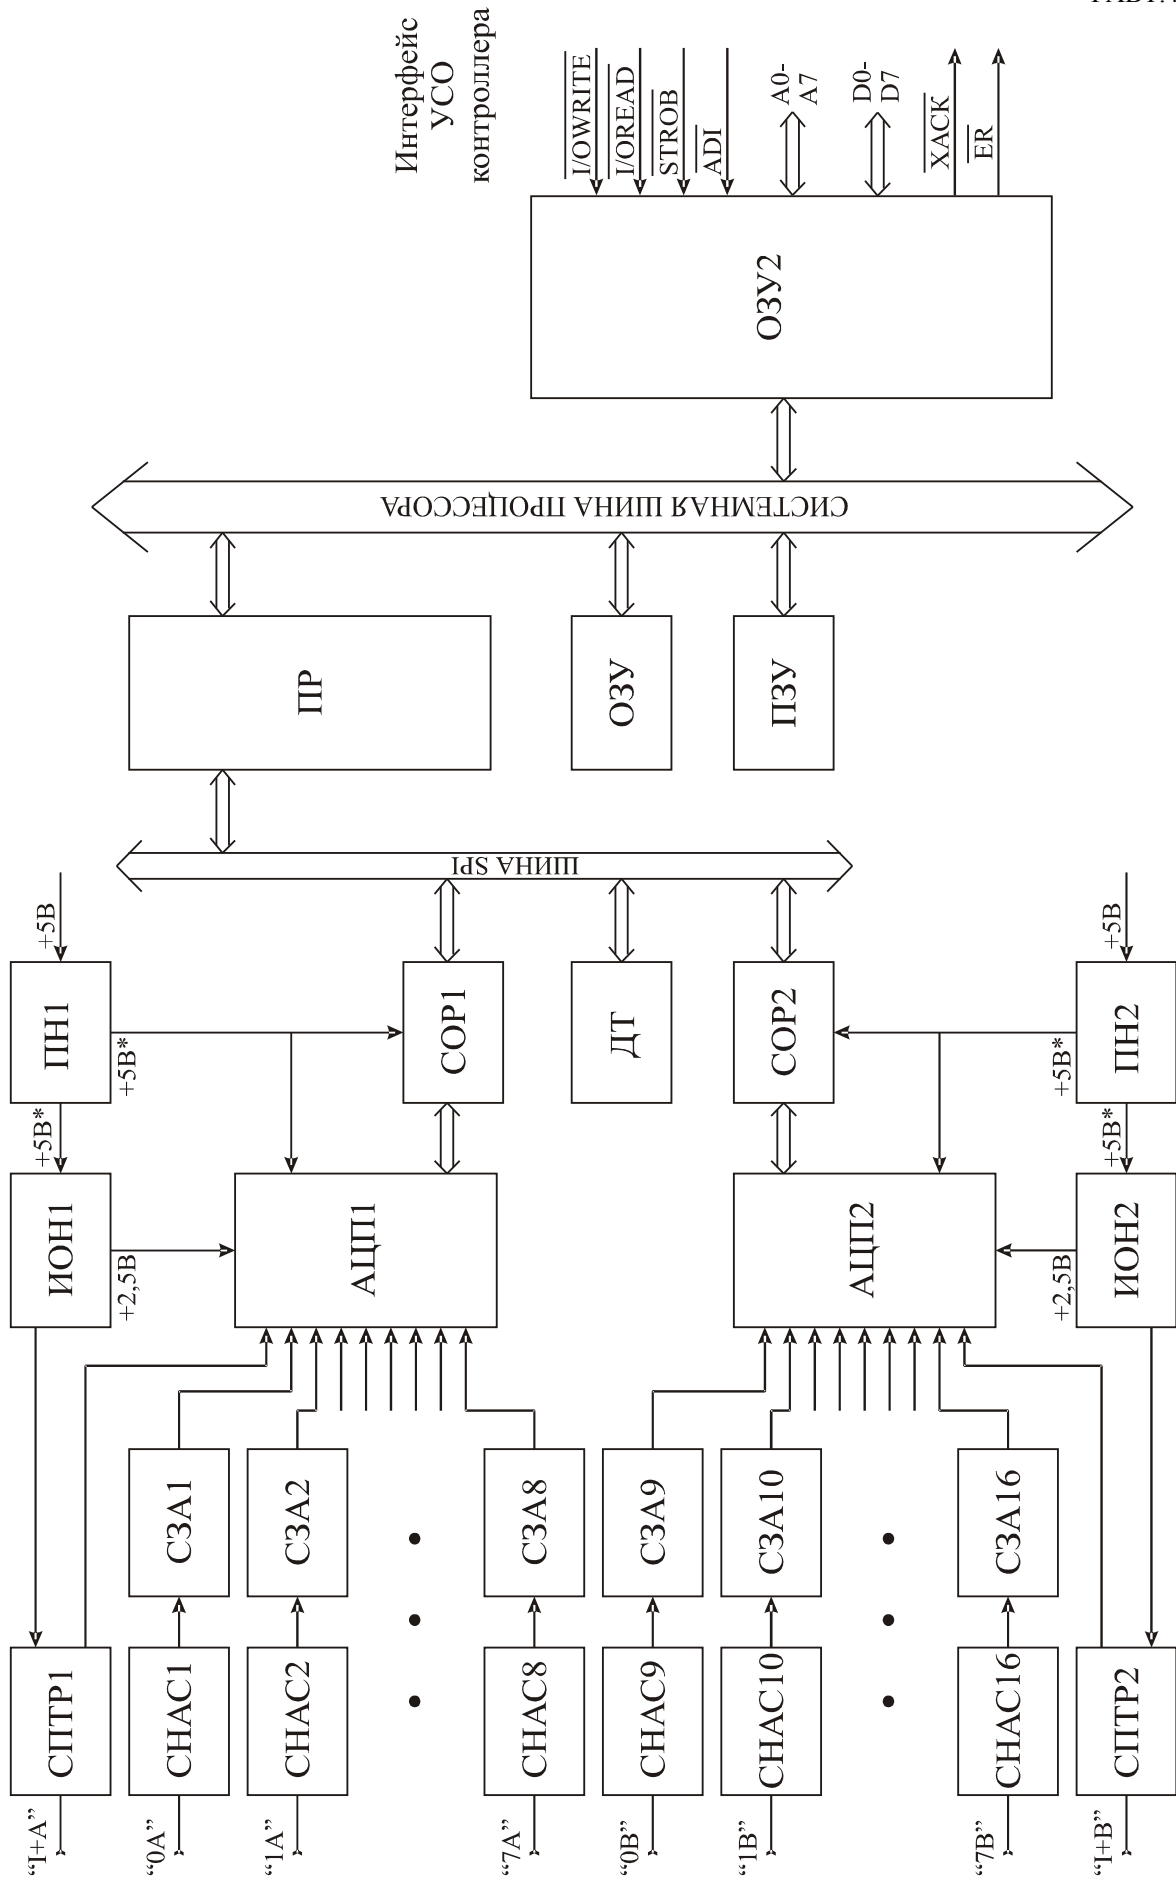 Интерфейс
УСО
контроллера
I/OWRITE
I/OREAD
STROB
ADI
A0-
A7
D0-
D7
XACK
ER
ОЗУ2
СИСТЕМНАЯ ШИНА ПРОЦЕССОРА
ПР
ОЗУ
ПЗУ
ШИНА SPI
+5В
ПН1
+5В*
+5В*
СОР1
ДТ
СОР2
+5В
ПН2
+5В*
+5В*
ИОН1
+2,5В
АЦП1
АЦП2
ИОН2
+2,5В
СЗА1
СЗА2
СЗА8
СЗА9
СЗА10
СЗА16
СПТР1
СНАС1
СНАС2
СНАС8
СНАС9
СНАС10
СНАС16
СПТР2
“I+A”
“0A”
“1A”
“7A”
“0B”
“1B”
“7B”
“I+B”